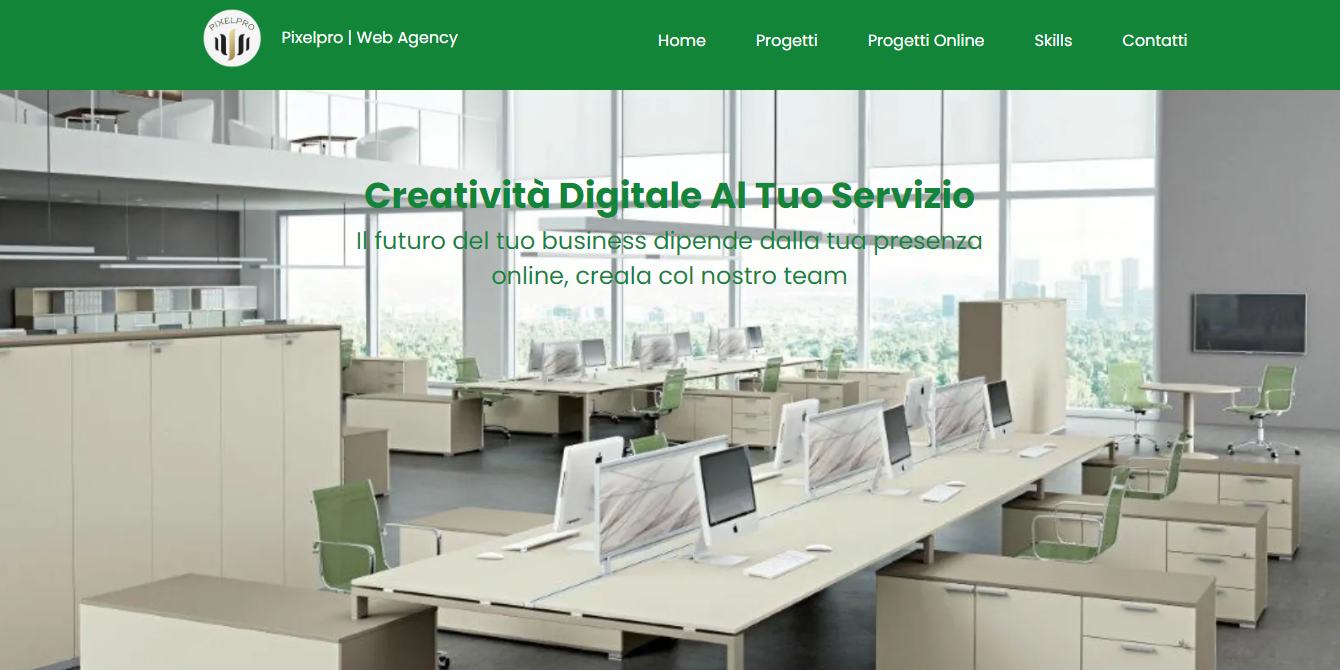 PIXELPRO
Pixelpro | Web Agency
Home Progetti Progetti Online Skills Contatti
Creatività Digitale Al Tuo Servizio
Il futuro del tuo business dipende dalla tua presenza
online, creala col nostro team